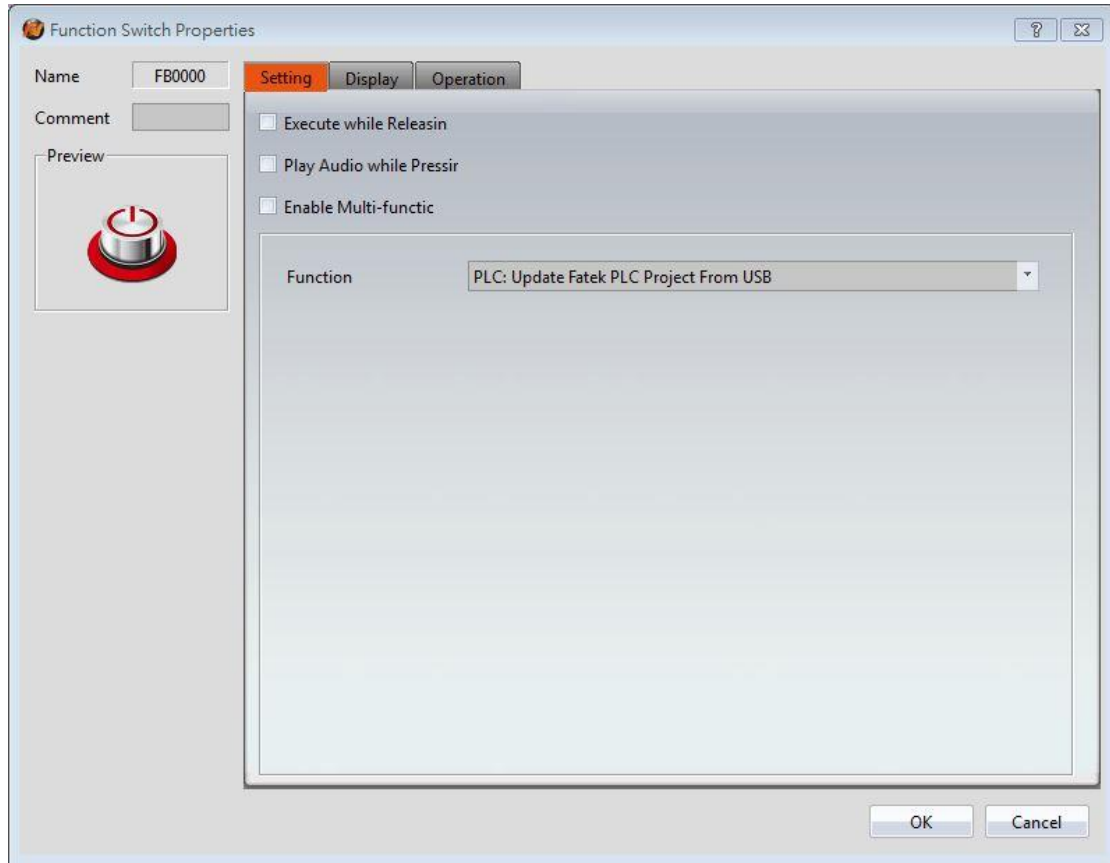 Function Switch Properties
Name FB0000
Comment
Preview
Setting Display Operation
Execute while Releasin
Play Audio while Pressir
Enable Multi-functic
Function PLC: Update Fatek PLC Project From USB
OK Cancel